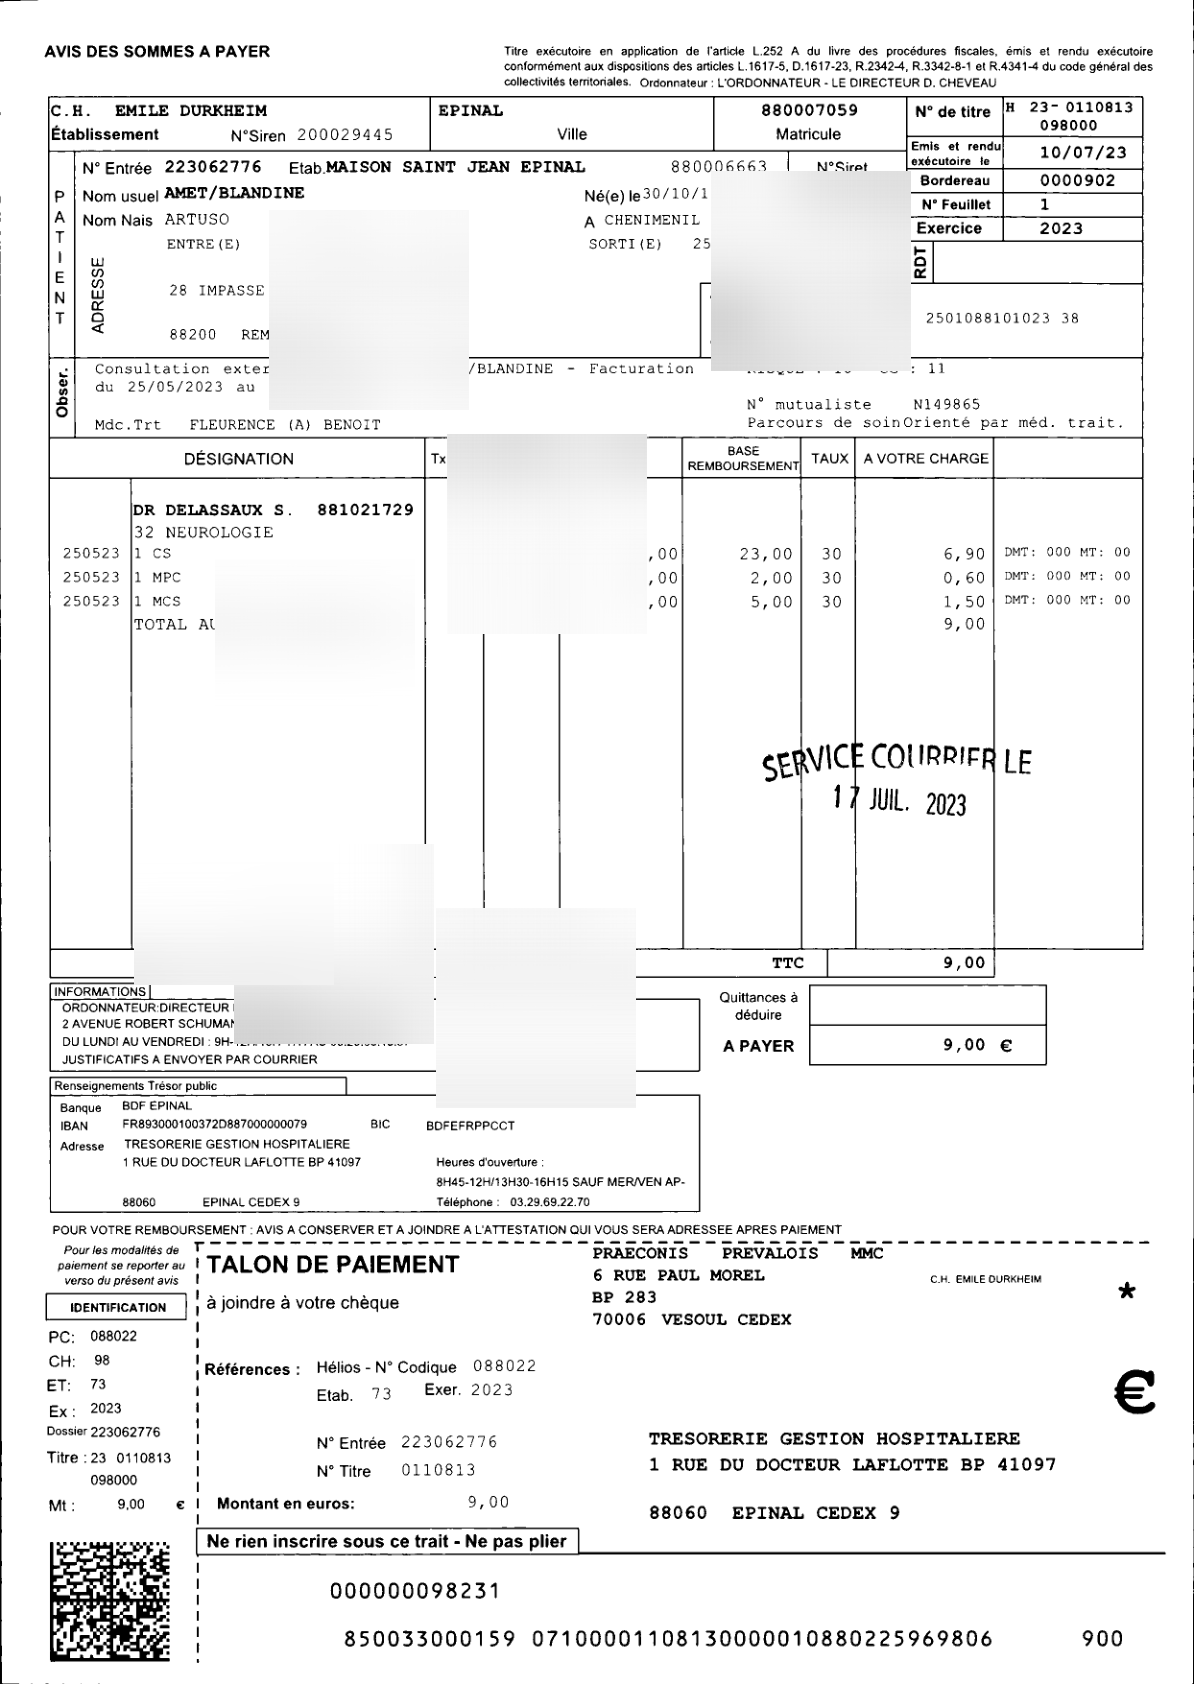 AVIS DES SOMMES A PAYER
Titre exécutoire en application de l'article L.252 A du livre des procédures fiscales, émis et rendu exécutoire
conformément aux dispositions des articles L.1617-5, D.1617-23, R.2342-4, R.3342-8-1 et R.4341-4 du code général des
collectivités territoriales. Ordonnateur : L'ORDONNATEUR - LE DIRECTEUR D. CHEVEAU
C.H. EMILE DURKHEIM EPINAL 880007059 N° de titre H 23-0110813
098000
Établissement N°Siren 200029445 Ville Matricule
Emis et rendu
exécutoire le 10/07/23
N° Entrée 223062776 Etab. MAISON SAINT JEAN EPINAL 880006663 N°Siret
Bordereau 0000902
PATIENT
Nom usuel AMET/BLANDINE Né(e) le 30/10/1
N° Feuillet 1
Nom Nais ARTUSO A CHENIMENIL
Exercice 2023
ENTRE(E) SORTI(E) 25
RDT
ADRESSE
28 IMPASSE
2501088101023 38
88200 REM
Obser.
Consultation exter /BLANDINE - Facturation : 11
du 25/05/2023 au
N° mutualiste N149865
Mdc.Trt FLEURENCE (A) BENOIT Parcours de soin Orienté par méd. trait.
DÉSIGNATION Tx BASE
REMBOURSEMENT TAUX A VOTRE CHARGE
DR DELASSAUX S. 881021729
32 NEUROLOGIE
250523 1 CS ,00 23,00 30 6,90 DMT: 000 MT: 00
250523 1 MPC ,00 2,00 30 0,60 DMT: 000 MT: 00
250523 1 MCS ,00 5,00 30 1,50 DMT: 000 MT: 00
TOTAL AU 9,00
SERVICE COURRIER LE
17 JUIL. 2023
TTC 9,00
INFORMATIONS
ORDONNATEUR:DIRECTEUR
2 AVENUE ROBERT SCHUMAN
DU LUNDI AU VENDREDI : 9H-
JUSTIFICATIFS A ENVOYER PAR COURRIER
Quittances à
déduire
A PAYER 9,00 €
Renseignements Trésor public
Banque BDF EPINAL
IBAN FR893000100372D887000000079 BIC BDFEFRPPCCT
Adresse TRESORERIE GESTION HOSPITALIERE
1 RUE DU DOCTEUR LAFLOTTE BP 41097 Heures d'ouverture :
8H45-12H/13H30-16H15 SAUF MER/VEN AP-
88060 EPINAL CEDEX 9 Téléphone : 03.29.69.22.70
POUR VOTRE REMBOURSEMENT : AVIS A CONSERVER ET A JOINDRE A L'ATTESTATION QUI VOUS SERA ADRESSEE APRES PAIEMENT
Pour les modalités de
paiement se reporter au
verso du présent avis
IDENTIFICATION
PC: 088022
CH: 98
ET: 73
Ex : 2023
Dossier 223062776
Titre : 23 0110813
098000
Mt : 9,00 €
TALON DE PAIEMENT
à joindre à votre chèque
PRAECONIS PREVALOIS MMC
6 RUE PAUL MOREL
BP 283
70006 VESOUL CEDEX
C.H. EMILE DURKHEIM
*
Références : Hélios - N° Codique 088022
Etab. 73 Exer. 2023
€
N° Entrée 223062776
N° Titre 0110813
Montant en euros: 9,00
TRESORERIE GESTION HOSPITALIERE
1 RUE DU DOCTEUR LAFLOTTE BP 41097
88060 EPINAL CEDEX 9
Ne rien inscrire sous ce trait - Ne pas plier
000000098231
850033000159 071000011081300000108802259698​06 900